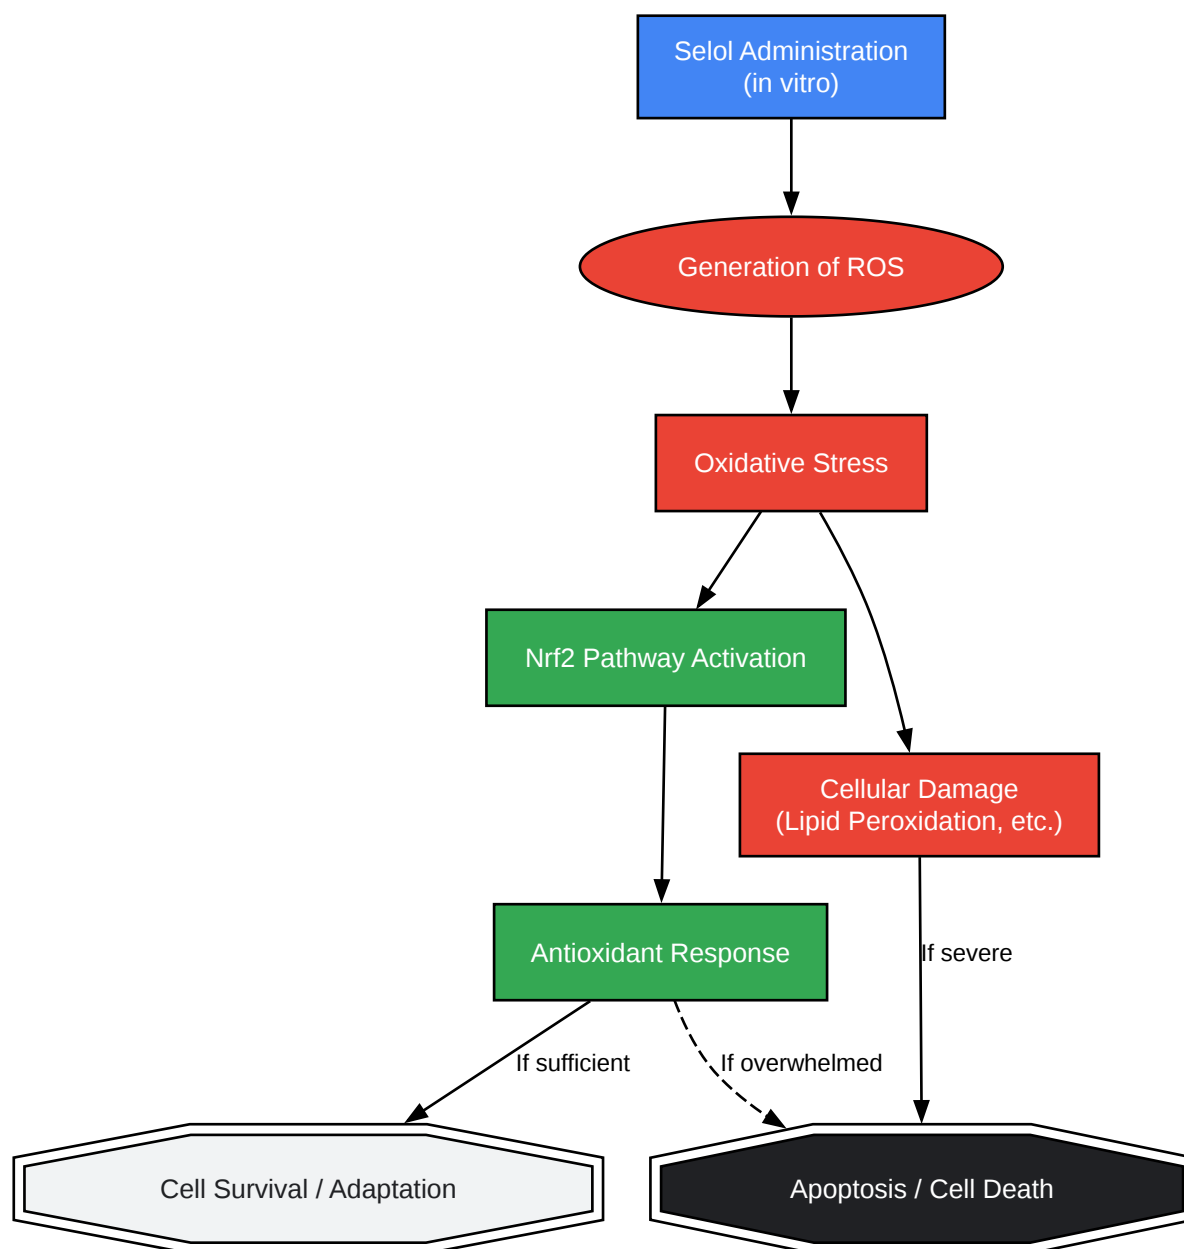 Selol Administration
(in vitro)
Generation of ROS
Oxidative Stress
Nrf2 Pathway Activation
Cellular Damage
(Lipid Peroxidation, etc.)
Antioxidant Response
If severe
If sufficient
If overwhelmed
Cell Survival / Adaptation
Apoptosis / Cell Death